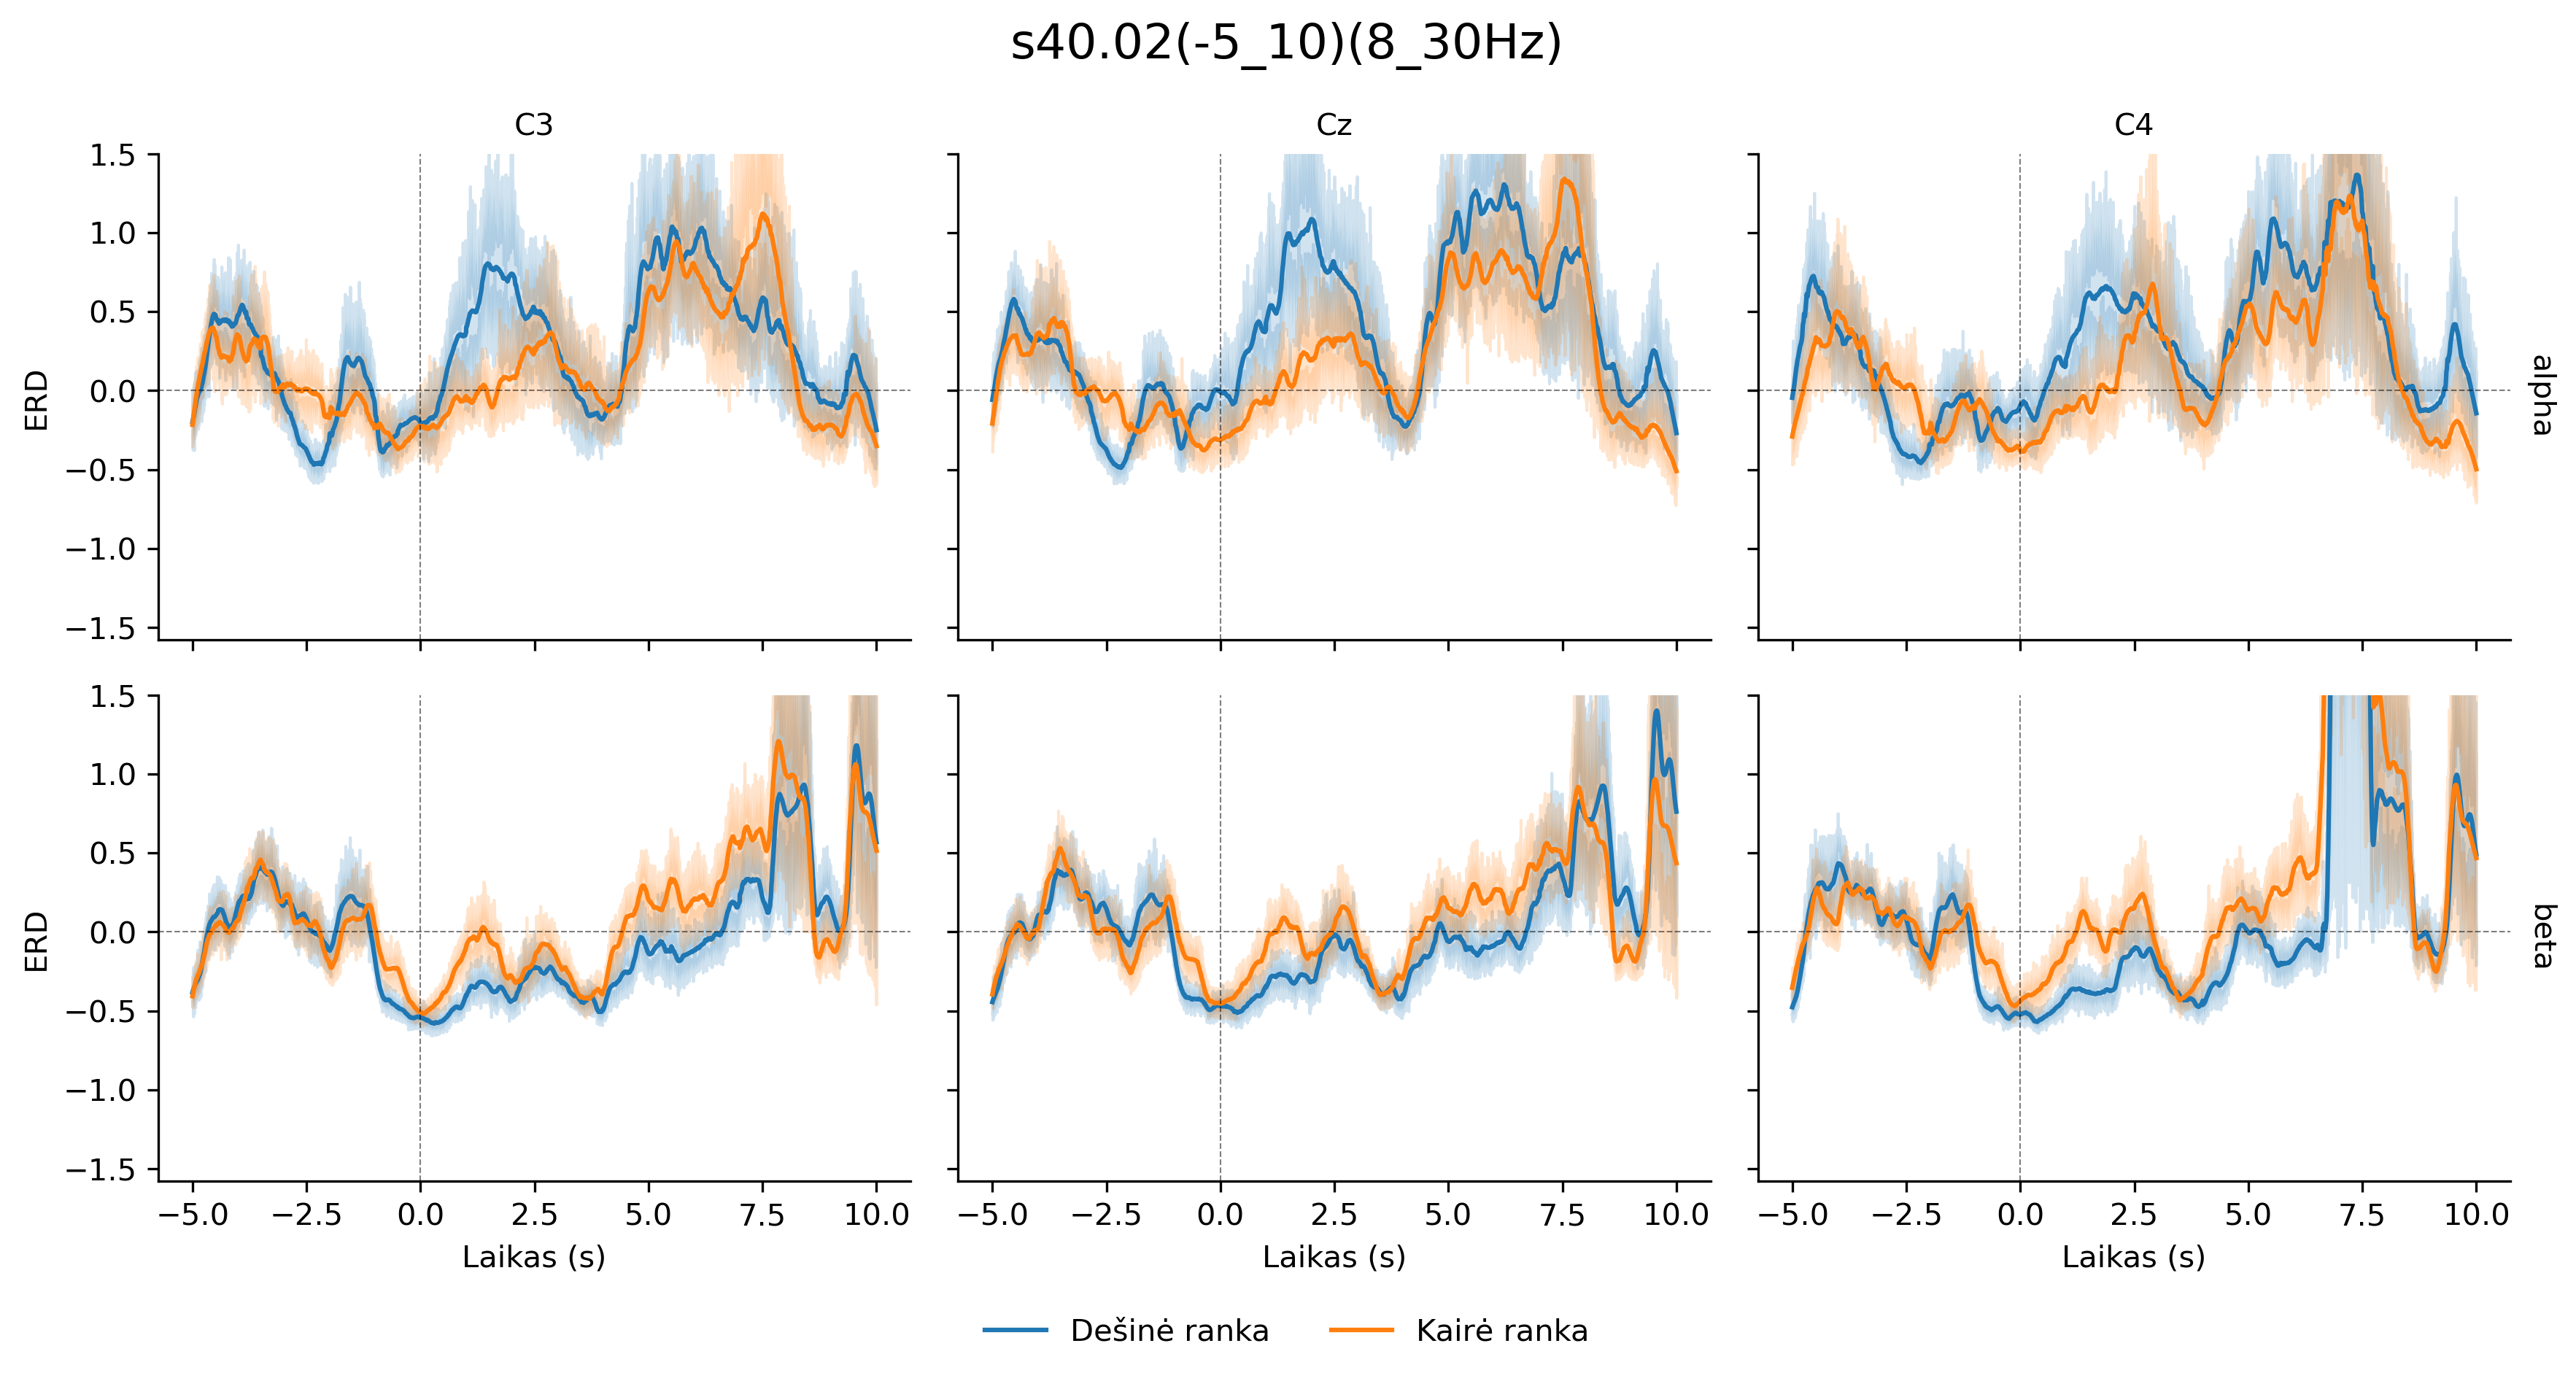 s40.02(-5_10)(8_30Hz)
C3 Cz C4
1.5
1.0
0.5
0.0
−0.5
−1.0
−1.5
ERD
alpha
1.5
1.0
0.5
0.0
−0.5
−1.0
−1.5
ERD
beta
−5.0 −2.5 0.0 2.5 5.0 7.5 10.0 −5.0 −2.5 0.0 2.5 5.0 7.5 10.0 −5.0 −2.5 0.0 2.5 5.0 7.5 10.0
Laikas (s) Laikas (s) Laikas (s)
Dešinė ranka Kairė ranka